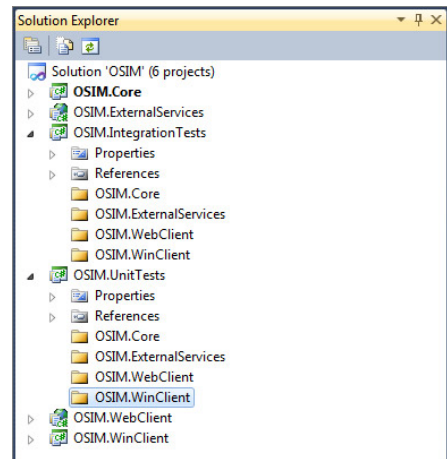 Solution Explorer
Solution 'OSIM' (6 projects)
OSIM.Core
OSIM.ExternalServices
OSIM.IntegrationTests
Properties
References
OSIM.Core
OSIM.ExternalServices
OSIM.WebClient
OSIM.WinClient
OSIM.UnitTests
Properties
References
OSIM.Core
OSIM.ExternalServices
OSIM.WebClient
OSIM.WinClient
OSIM.WebClient
OSIM.WinClient